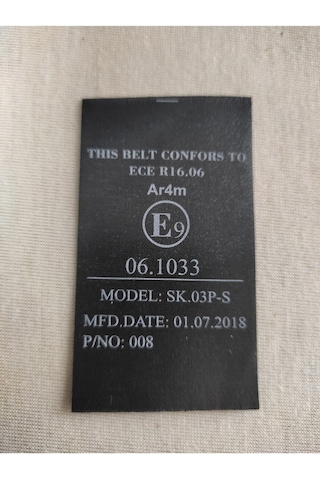 THIS BELT CONFORS TO
ECE R16.06
Ar4m
E9
06.1033
MODEL: SK.03P-S
MFD.DATE: 01.07.2018
P/NO: 008